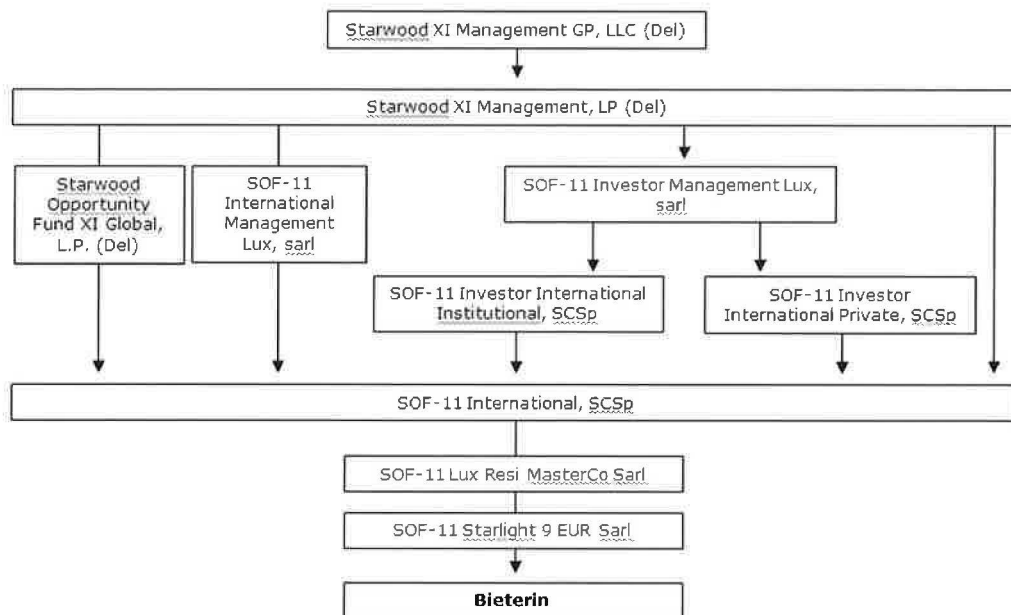 Starwood XI Management GP, LLC (Del)
Starwood XI Management, LP (Del)
Starwood
Opportunity
Fund XI Global,
L.P. (Del)
SOF-11
International
Management
Lux, sarl
SOF-11 Investor Management Lux,
sarl
SOF-11 Investor International
Institutional, SCSp
SOF-11 Investor
International Private, SCSp
SOF-11 International, SCSp
SOF-11 Lux Resi MasterCo Sarl
SOF-11 Starlight 9 EUR Sarl
Bieterin